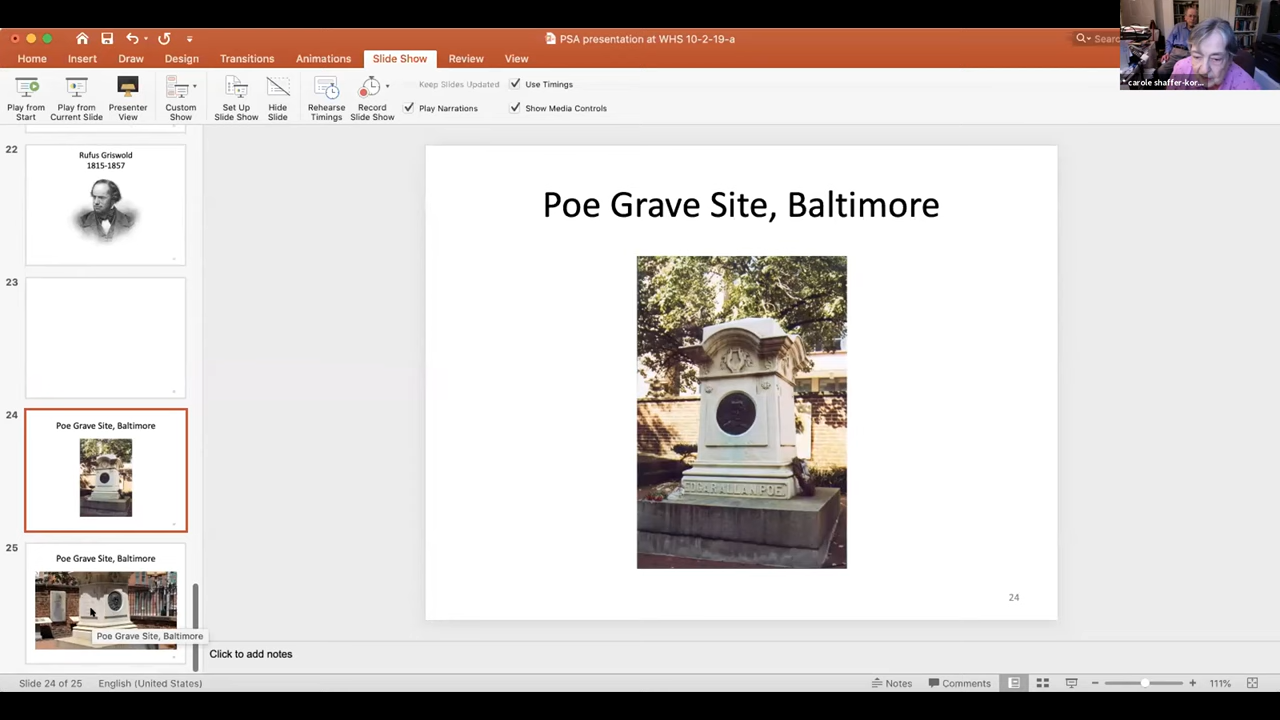 PSA presentation at WHS 10-2-19-a
Home Insert Draw Design Transitions Animations Slide Show Review View
Keep Slides Updated Use Timings
Play from Start
Play from Current Slide
Presenter View
Custom Show
Set Up Slide Show
Hide Slide
Rehearse Timings
Record Slide Show
Play Narrations Show Media Controls
* carole shaffer-kor...
22
Rufus Griswold
1815-1857
23
24
Poe Grave Site, Baltimore
25
Poe Grave Site, Baltimore
Poe Grave Site, Baltimore
Poe Grave Site, Baltimore
EDGAR ALLAN POE
24
Click to add notes
Slide 24 of 25 English (United States) Notes Comments 111%